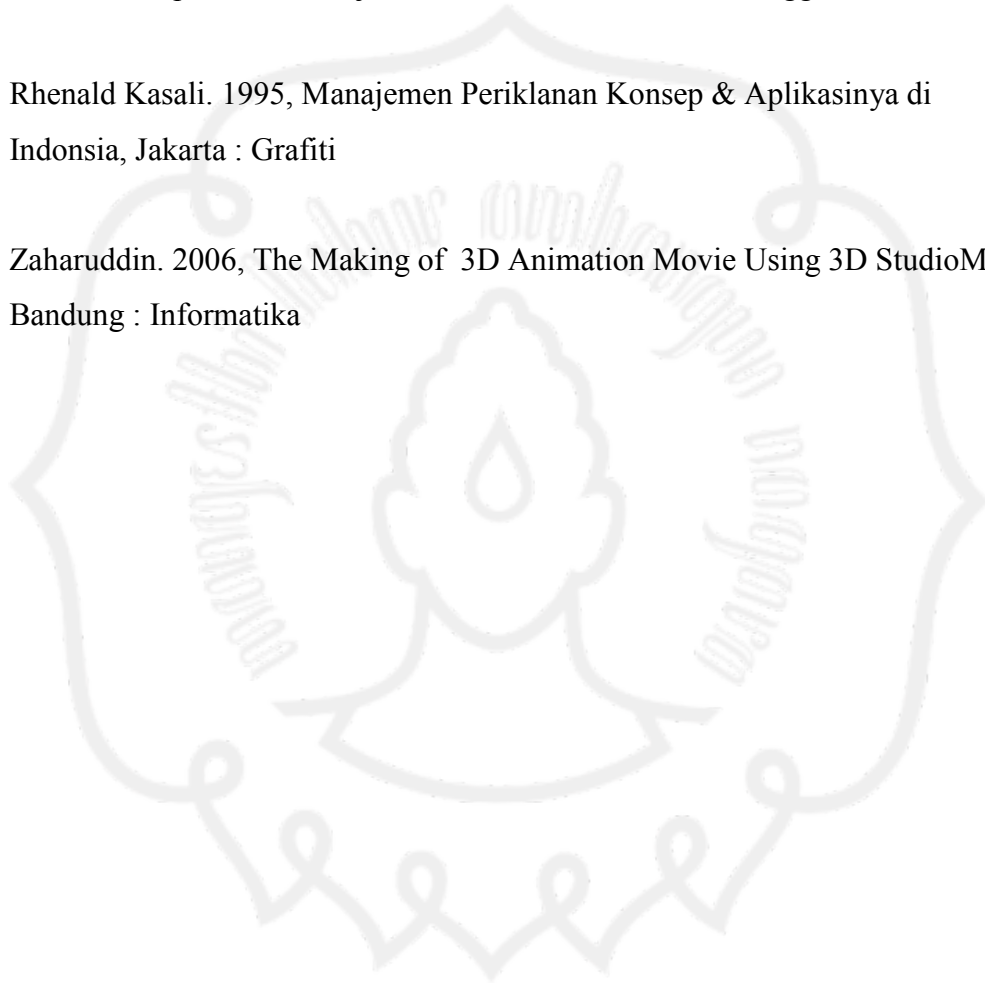 Rhenald Kasali. 1995, Manajemen Periklanan Konsep & Aplikasinya di
Indonsia, Jakarta : Grafiti
Zaharuddin. 2006, The Making of 3D Animation Movie Using 3D StudioM
Bandung : Informatika